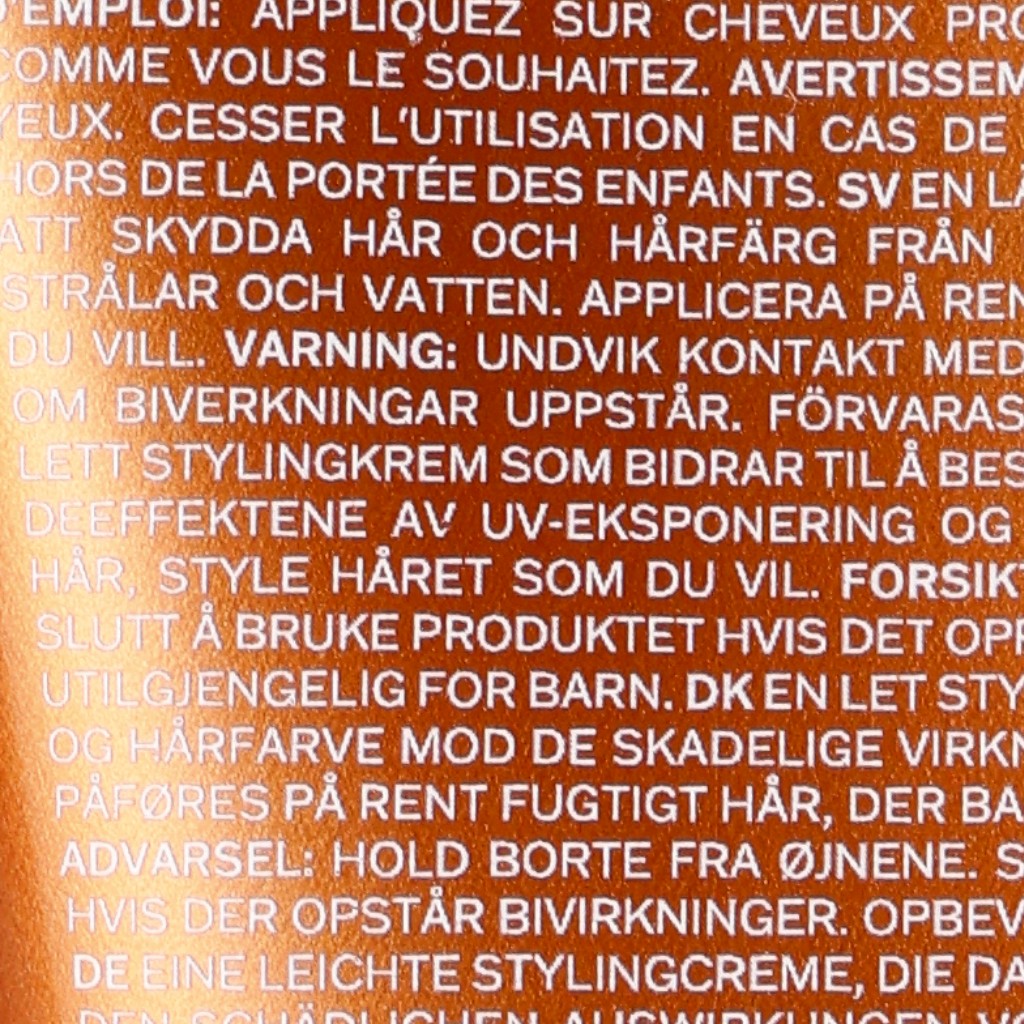 D'EMPLOI: APPLIQUEZ SUR CHEVEUX PRO
COMME VOUS LE SOUHAITEZ. AVERTISSEM
YEUX. CESSER L'UTILISATION EN CAS DE
HORS DE LA PORTÉE DES ENFANTS. SV EN LÄ
ATT SKYDDA HÅR OCH HÅRFÄRG FRÅN
STRÅLAR OCH VATTEN. APPLICERA PÅ REN
DU VILL. VARNING: UNDVIK KONTAKT MED
OM BIVERKNINGAR UPPSTÅR. FÖRVARAS
LETT STYLINGKREM SOM BIDRAR TIL Å BES
DEEFFEKTENE AV UV-EKSPONERING OG
HÅR, STYLE HÅRET SOM DU VIL. FORSIKT
SLUTT Å BRUKE PRODUKTET HVIS DET OPP
UTILGJENGELIG FOR BARN. DK EN LET STY
OG HÅRFARVE MOD DE SKADELIGE VIRKN
PÅFØRES PÅ RENT FUGTIGT HÅR, DER BA
ADVARSEL: HOLD BORTE FRA ØJNENE. S
HVIS DER OPSTÅR BIVIRKNINGER. OPBEV
DE EINE LEICHTE STYLINGCREME, DIE DA
DEN SCHÄDLICHEN AUSWIRKUNGEN VO